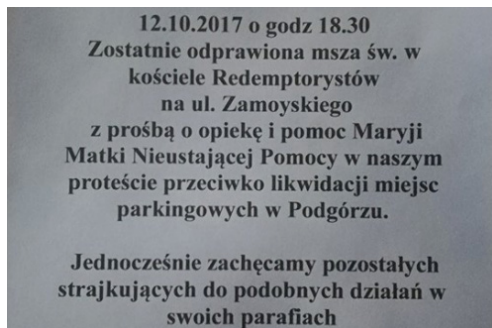 12.10.2017 o godz 18.30
Zostatnie odprawiona msza św. w
kościele Redemptorystów
na ul. Zamoyskiego
z prośbą o opiekę i pomoc Maryji
Matki Nieustającej Pomocy w naszym
proteście przeciwko likwidacji miejsc
parkingowych w Podgórzu.
Jednocześnie zachęcamy pozostałych
strajkujących do podobnych działań w
swoich parafiach